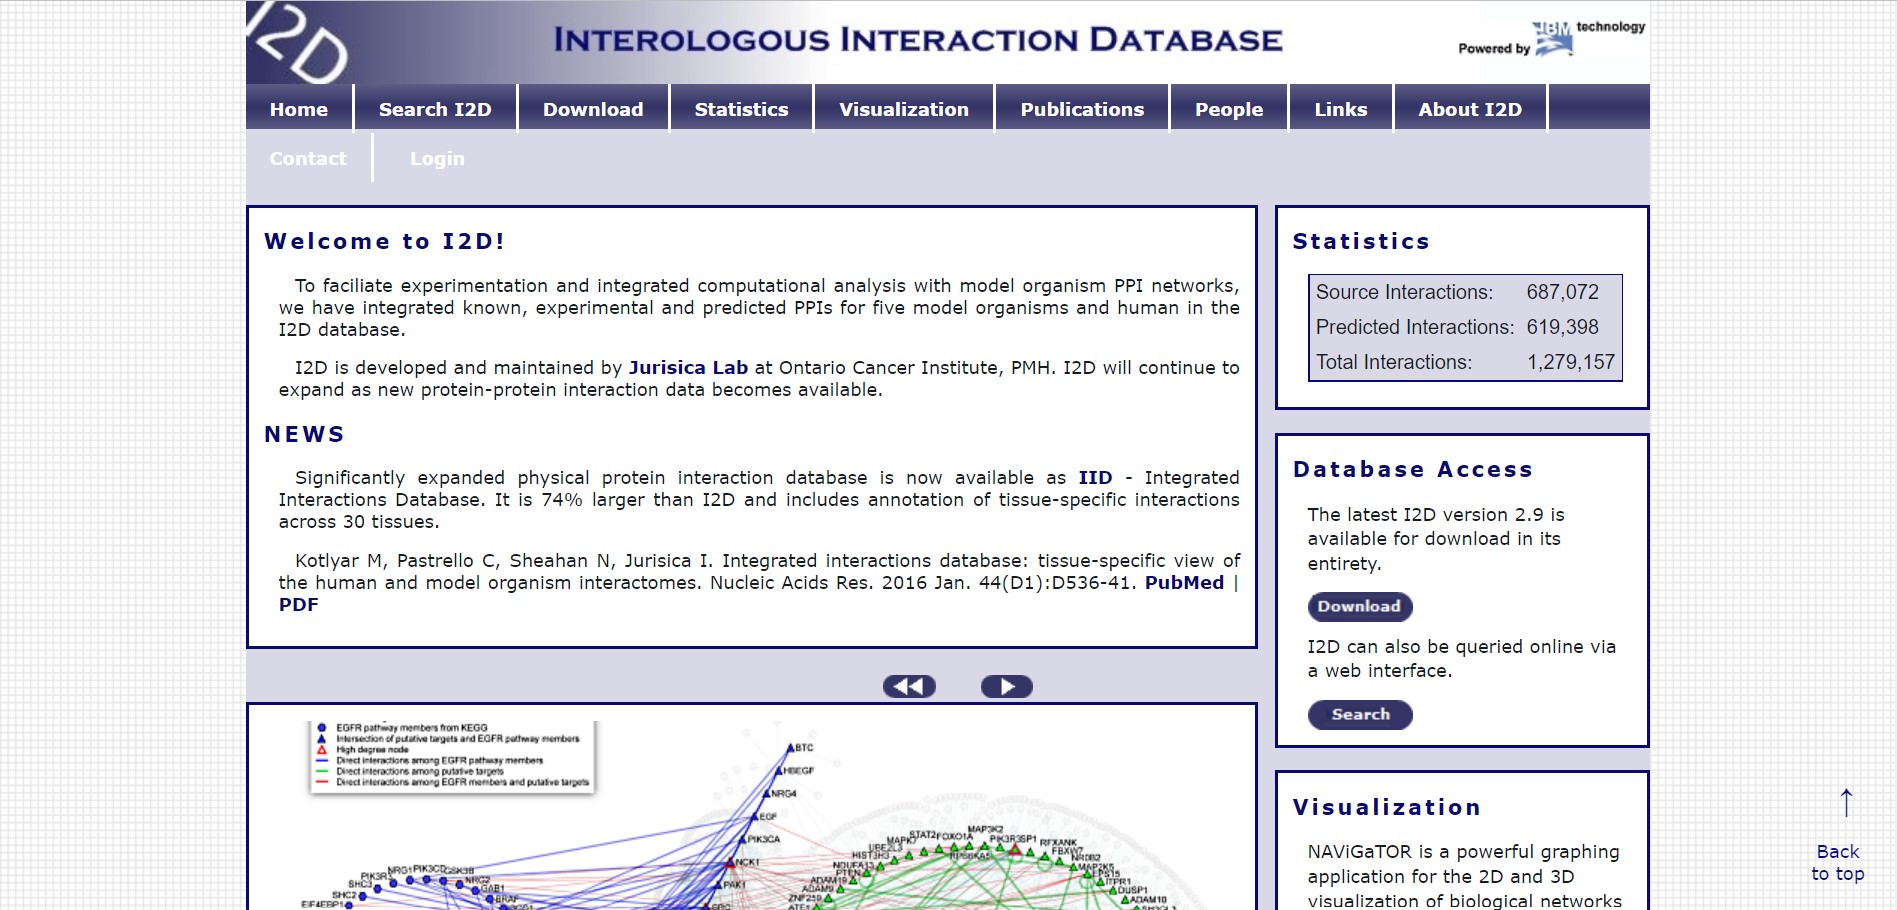 I2D
INTEROLOGOUS INTERACTION DATABASE
Powered by IBM technology
Home
Search I2D
Download
Statistics
Visualization
Publications
People
Links
About I2D
Contact
Login
Welcome to I2D!
To faciliate experimentation and integrated computational analysis with model organism PPI networks,
we have integrated known, experimental and predicted PPIs for five model organisms and human in the
I2D database.
I2D is developed and maintained by Jurisica Lab at Ontario Cancer Institute, PMH. I2D will continue to
expand as new protein-protein interaction data becomes available.
NEWS
Significantly expanded physical protein interaction database is now available as IID - Integrated
Interactions Database. It is 74% larger than I2D and includes annotation of tissue-specific interactions
across 30 tissues.
Kotlyar M, Pastrello C, Sheahan N, Jurisica I. Integrated interactions database: tissue-specific view of
the human and model organism interactomes. Nucleic Acids Res. 2016 Jan. 44(D1):D536-41. PubMed |
PDF
EGFR pathway members from KEGG
Intersection of putative targets and EGFR pathway members
High degree node
Direct interactions among EGFR pathway members
Direct interactions among putative targets
Direct interactions among EGFR members and putative targets
BTC
HBEGF
NRG4
EGF
PIK3CA
NCK1
PAK1
NRG1
PIK3CD
GSK3B
PIK3R3
NRG2
SHC3
GAB1
SHC2
BRAF
EIF4EBP1
MAP3K2
STAT2
FOXO1A
PIK3R3
SP1
MAPK7
RFXANK
UBE2L3
FBXW7
HIST3H3
RPS6KA5
NR0B2
NDUFA13
MAP2K5
PTEN
EPS15
ADAM19
ITPR1
ADAM9
DUSP1
ZNF259
ADAM10
Statistics
Source Interactions: 687,072
Predicted Interactions: 619,398
Total Interactions: 1,279,157
Database Access
The latest I2D version 2.9 is
available for download in its
entirety.
Download
I2D can also be queried online via
a web interface.
Search
Visualization
NAViGaTOR is a powerful graphing
application for the 2D and 3D
visualization of biological networks
Back
to top